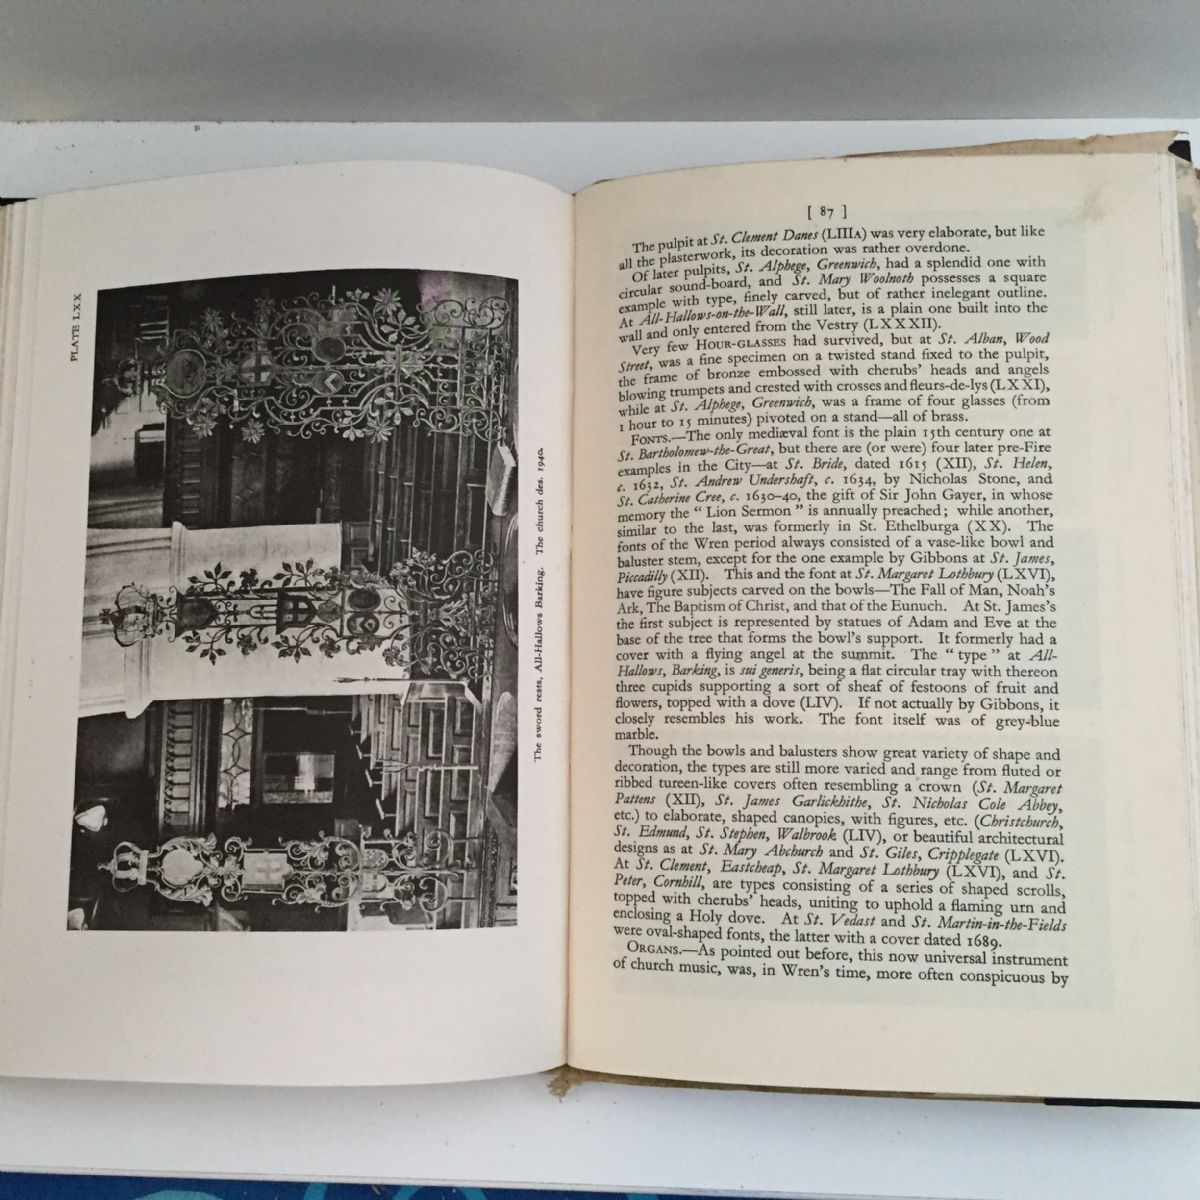 PLATE LXX
The sword rests, All-Hallows Barking. The church des. 1940.
[ 87 ]
The pulpit at St. Clement Danes (LIIIA) was very elaborate, but like
all the plasterwork, its decoration was rather overdone.
Of later pulpits, St. Alphege, Greenwich, had a splendid one with
circular sound-board, and St. Mary Woolnoth possesses a square
example with type, finely carved, but of rather inelegant outline.
At All-Hallows-on-the-Wall, still later, is a plain one built into the
wall and only entered from the Vestry (LXXXII).
Very few HOUR-GLASSES had survived, but at St. Alban, Wood
Street, was a fine specimen on a twisted stand fixed to the pulpit,
the frame of bronze embossed with cherubs' heads and angels
blowing trumpets and crested with crosses and fleurs-de-lys (LXXI),
while at St. Alphege, Greenwich, was a frame of four glasses (from
1 hour to 15 minutes) pivoted on a stand—all of brass.
FONTS.—The only mediæval font is the plain 15th century one at
St. Bartholomew-the-Great, but there are (or were) four later pre-Fire
examples in the City—at St. Bride, dated 1615 (XII), St. Helen,
c. 1632, St. Andrew Undershaft, c. 1634, by Nicholas Stone, and
St. Catherine Cree, c. 1630-40, the gift of Sir John Gayer, in whose
memory the " Lion Sermon " is annually preached; while another,
similar to the last, was formerly in St. Ethelburga (XX). The
fonts of the Wren period always consisted of a vase-like bowl and
baluster stem, except for the one example by Gibbons at St. James,
Piccadilly (XII). This and the font at St. Margaret Lothbury (LXVI),
have figure subjects carved on the bowls—The Fall of Man, Noah's
Ark, The Baptism of Christ, and that of the Eunuch. At St. James's
the first subject is represented by statues of Adam and Eve at the
base of the tree that forms the bowl's support. It formerly had a
cover with a flying angel at the summit. The " type " at All-
Hallows, Barking, is sui generis, being a flat circular tray with thereon
three cupids supporting a sort of sheaf of festoons of fruit and
flowers, topped with a dove (LIV). If not actually by Gibbons, it
closely resembles his work. The font itself was of grey-blue
marble.
Though the bowls and balusters show great variety of shape and
decoration, the types are still more varied and range from fluted or
ribbed tureen-like covers often resembling a crown (St. Margaret
Pattens (XII), St. James Garlickhithe, St. Nicholas Cole Abbey,
etc.) to elaborate, shaped canopies, with figures, etc. (Christchurch,
St. Edmund, St. Stephen, Walbrook (LIV), or beautiful architectural
designs as at St. Mary Abchurch and St. Giles, Cripplegate (LXVI).
At St. Clement, Eastcheap, St. Margaret Lothbury (LXVI), and St.
Peter, Cornhill, are types consisting of a series of shaped scrolls,
topped with cherubs' heads, uniting to uphold a flaming urn and
enclosing a Holy dove. At St. Vedast and St. Martin-in-the-Fields
were oval-shaped fonts, the latter with a cover dated 1689.
ORGANS.—As pointed out before, this now universal instrument
of church music, was, in Wren's time, more often conspicuous by